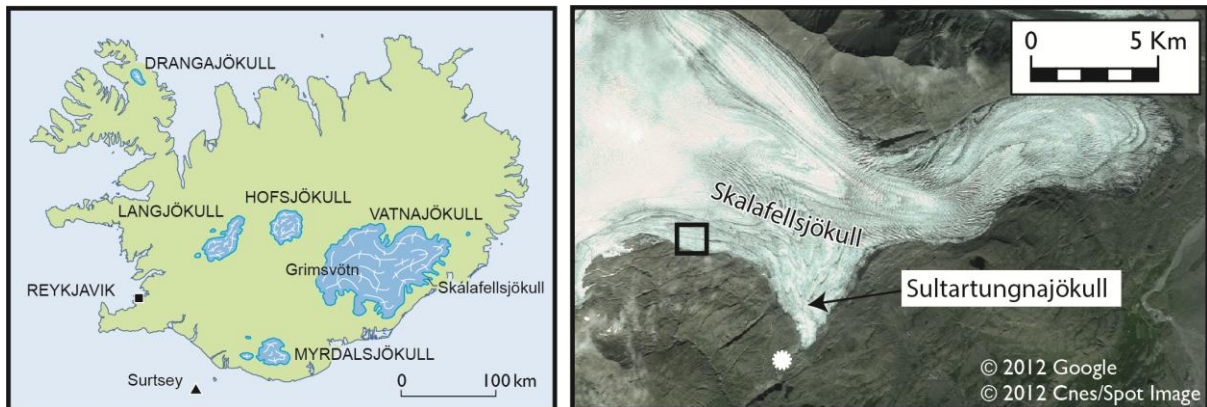 DRANGAJÖKULL
HOFSJÖKULL
LANGJÖKULL
VATNAJÖKULL
Grimsvötn
Skálafellsjökull
REYKJAVIK
MYRDALSJÖKULL
Surtsey
0 100 km
0 5 Km
Skalafellsjökull
Sultartungnajökull
© 2012 Google
© 2012 Cnes/Spot Image